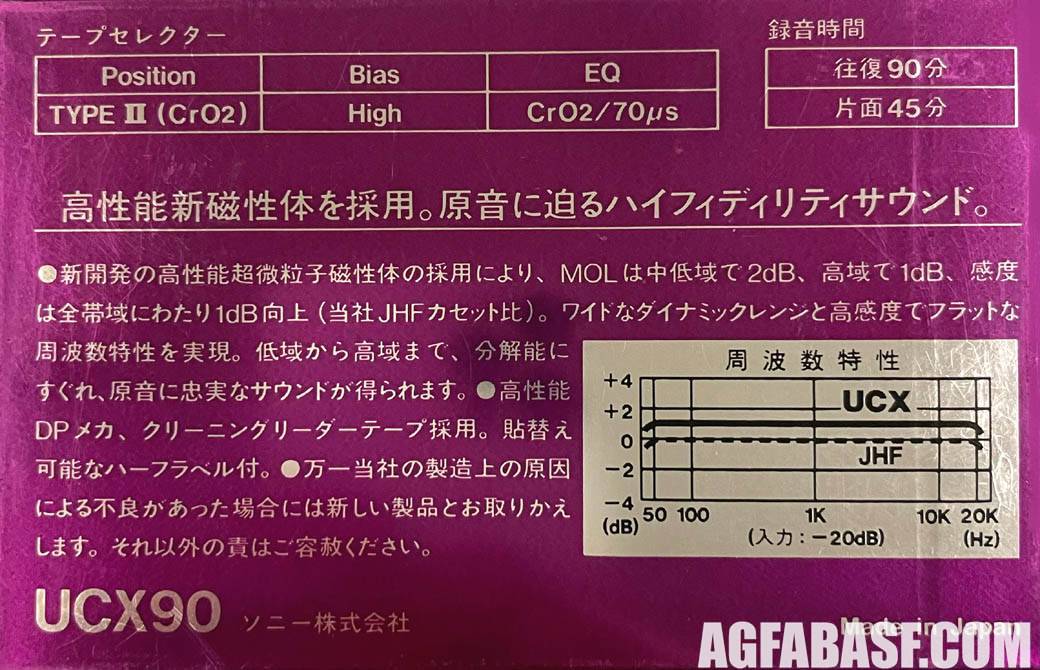 テープセレクター
Position Bias EQ
TYPE II (CrO2) High CrO2/70μs
録音時間
往復90分
片面45分
高性能新磁性体を採用。原音に迫るハイフィディリティサウンド。
●新開発の高性能超微粒子磁性体の採用により、MOLは中低域で2dB、高域で1dB、感度
は全帯域にわたり1dB向上(当社JHFカセット比)。ワイドなダイナミックレンジと高感度でフラットな
周波数特性を実現。低域から高域まで、分解能に
すぐれ、原音に忠実なサウンドが得られます。●高性能
DPメカ、クリーニングリーダーテープ採用。貼替え
可能なハーフラベル付。●万一当社の製造上の原因
による不良があった場合には新しい製品とお取りかえ
します。それ以外の責はご容赦ください。
周波数特性
+4
+2
0
-2
-4
(dB)
UCX
JHF
50 100 1K 10K 20K
(入力:-20dB) (Hz)
UCX90 ソニー株式会社
Made in Japan
AGFABASF.COM